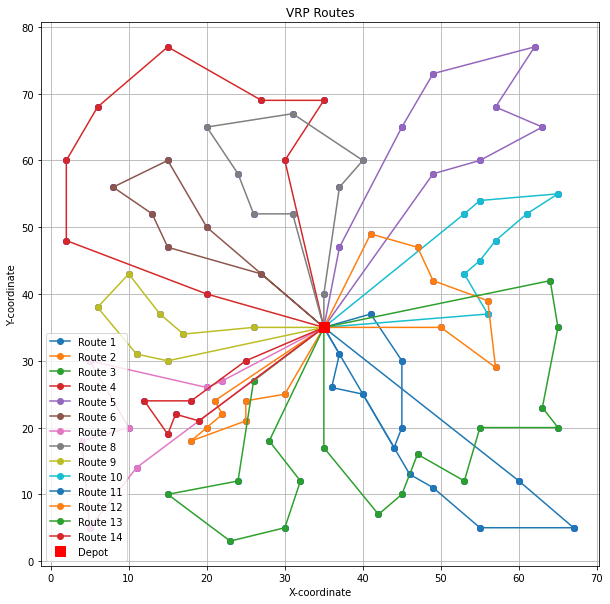 VRP Routes
80
70
60
50
40
30
20
10
0
Y-coordinate
Route 1
Route 2
Route 3
Route 4
Route 5
Route 6
Route 7
Route 8
Route 9
Route 10
Route 11
Route 12
Route 13
Route 14
Depot
0 10 20 30 40 50 60 70
X-coordinate